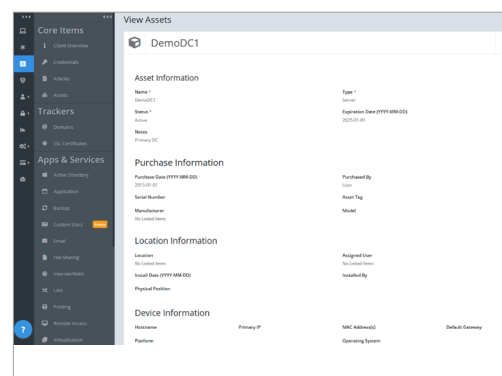 View Assets
Core Items
Client Overview
Credentials
Articles
Assets
Trackers
Domains
SSL Certificates
Apps & Services
Active Directory
Application
Backup
Custom Docs
Email
File Sharing
Internet/WAN
LAN
Printing
Remote Access
Virtualization
?
DemoDC1
Asset Information
Name *
Type *
DemoDC1
Server
Status *
Expiration Date (YYYY-MM-DD)
Active
2025-01-01
Notes
Primary DC
Purchase Information
Purchase Date (YYYY-MM-DD)
Purchased By
2015-01-01
User
Serial Number
Asset Tag
Manufacturer
Model
No Linked Items
Location Information
Location
Assigned User
No Linked Items
No Linked Items
Install Date (YYYY-MM-DD)
Installed By
Physical Position
Device Information
Hostname
Primary IP
MAC Address(s)
Default Gateway
Platform
Operating System